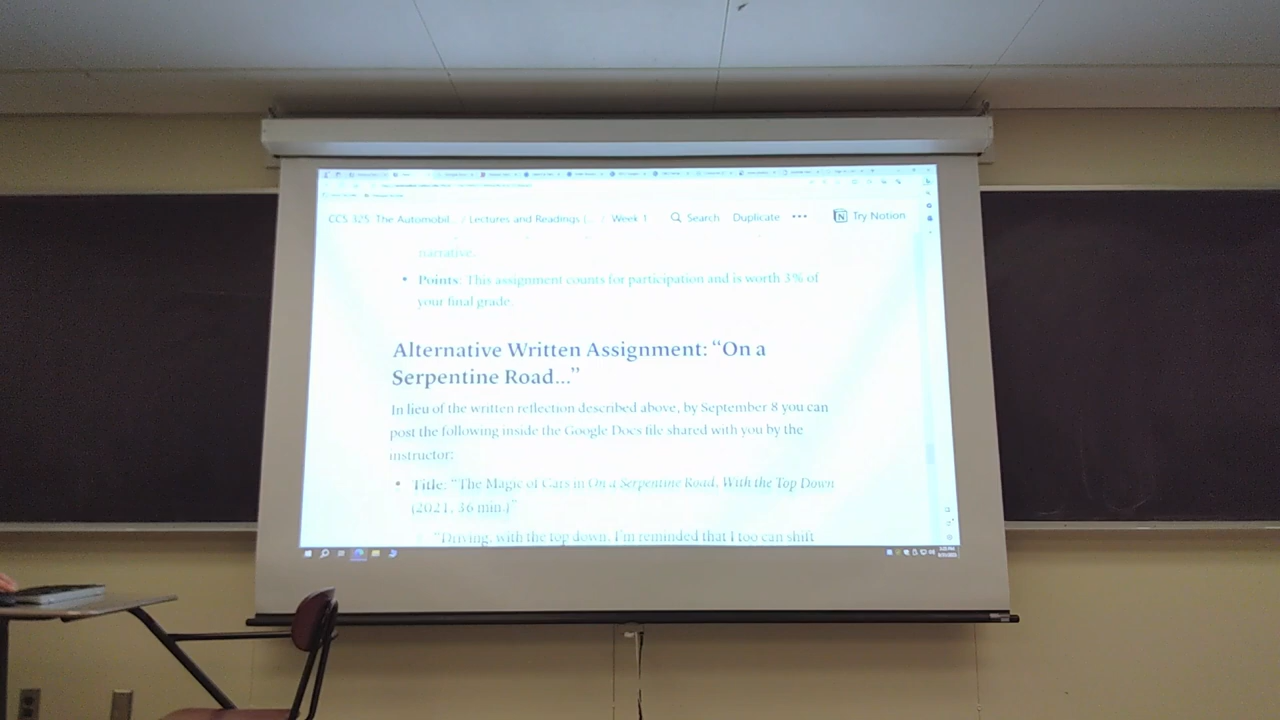 CCS 325: The Automobil... / Lectures and Readings (... / Week 1 Search Duplicate ••• Try Notion
narrative.
• Points: This assignment counts for participation and is worth 3% of
your final grade.
Alternative Written Assignment: “On a
Serpentine Road...”
In lieu of the written reflection described above, by September 8 you can
post the following inside the Google Docs file shared with you by the
instructor:
• Title: “The Magic of Cars in On a Serpentine Road, With the Top Down
(2021, 36 min.)”
“Driving, with the top down, I'm reminded that I too can shift